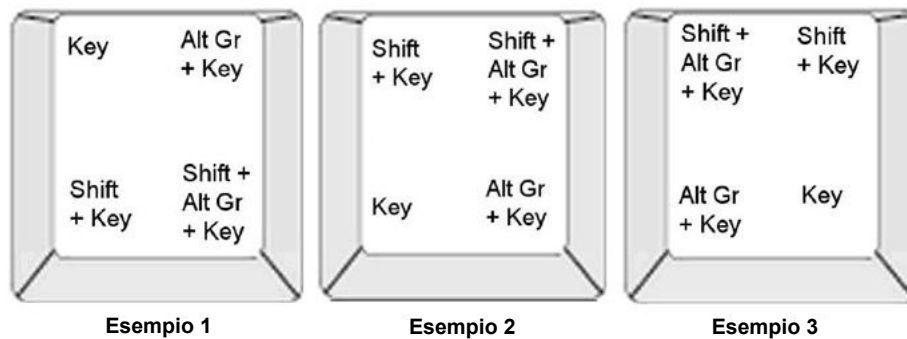 Key
Alt Gr
+ Key
Shift
+ Key
Shift +
Alt Gr
+ Key
Shift
+ Key
Shift +
Alt Gr
+ Key
Key
Alt Gr
+ Key
Shift +
Alt Gr
+ Key
Shift
+ Key
Alt Gr
+ Key
Key
Esempio 1
Esempio 2
Esempio 3